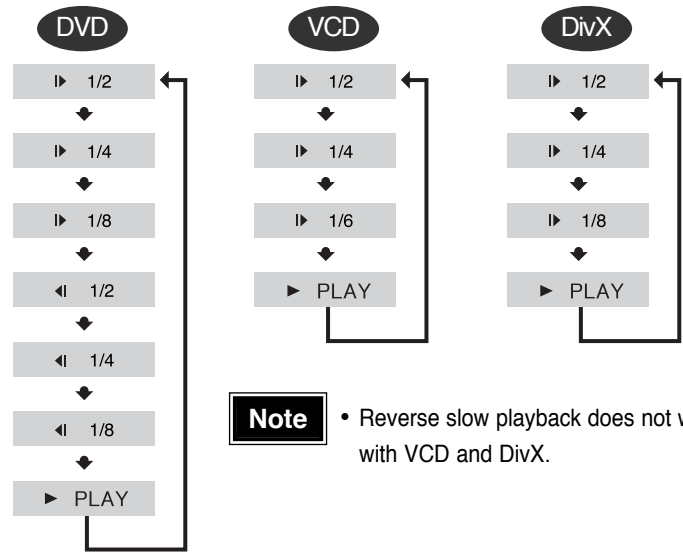 DVD
1/2
1/4
1/8
1/2
1/4
1/8
PLAY
VCD
1/2
1/4
1/6
PLAY
DivX
1/2
1/4
1/8
PLAY
Note
• Reverse slow playback does not
with VCD and DivX.